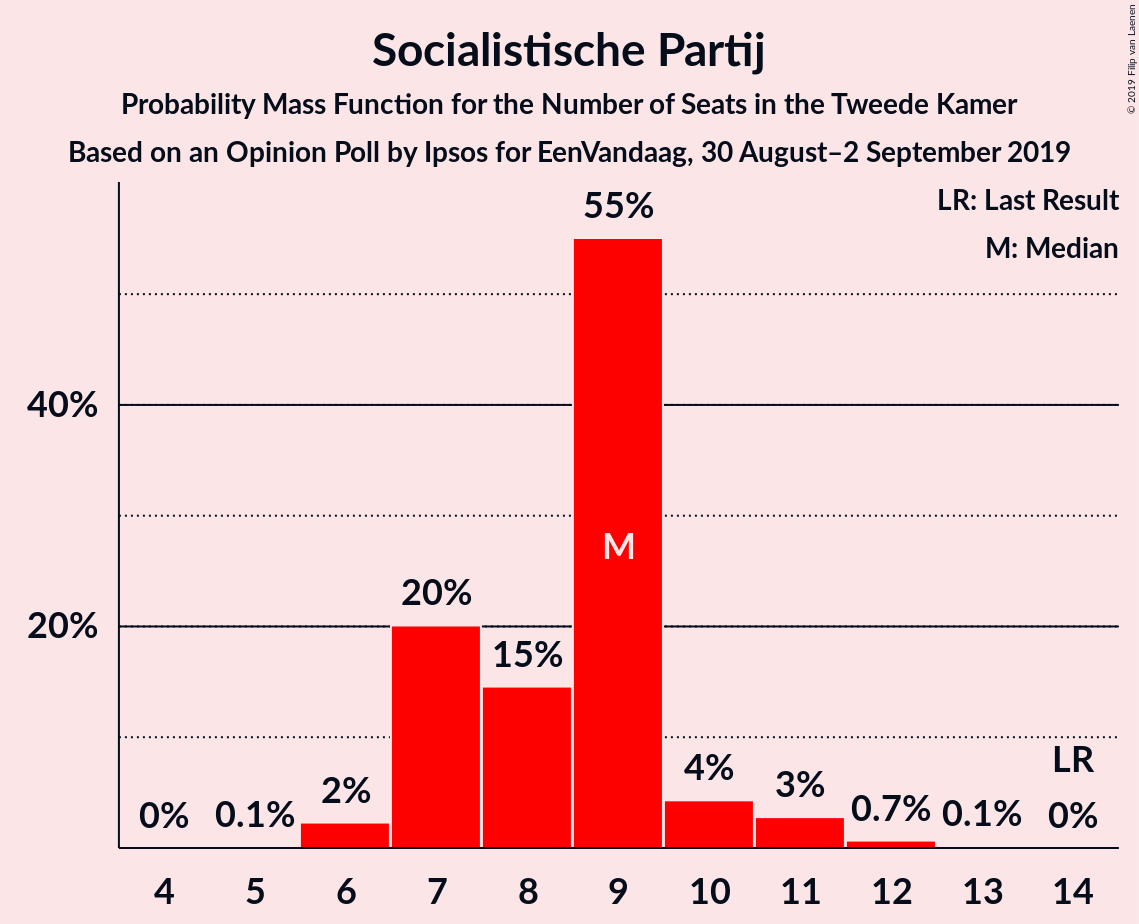 Socialistische Partij
Probability Mass Function for the Number of Seats in the Tweede Kamer
Based on an Opinion Poll by Ipsos for EenVandaag, 30 August–2 September 2019
© 2019 Filip van Laenen
LR: Last Result
M: Median
55%
40%
M
20%
20%
15%
LR
4%
3%
2%
0%
0.1%
0.7%
0.1%
0%
4 5 6 7 8 9 10 11 12 13 14